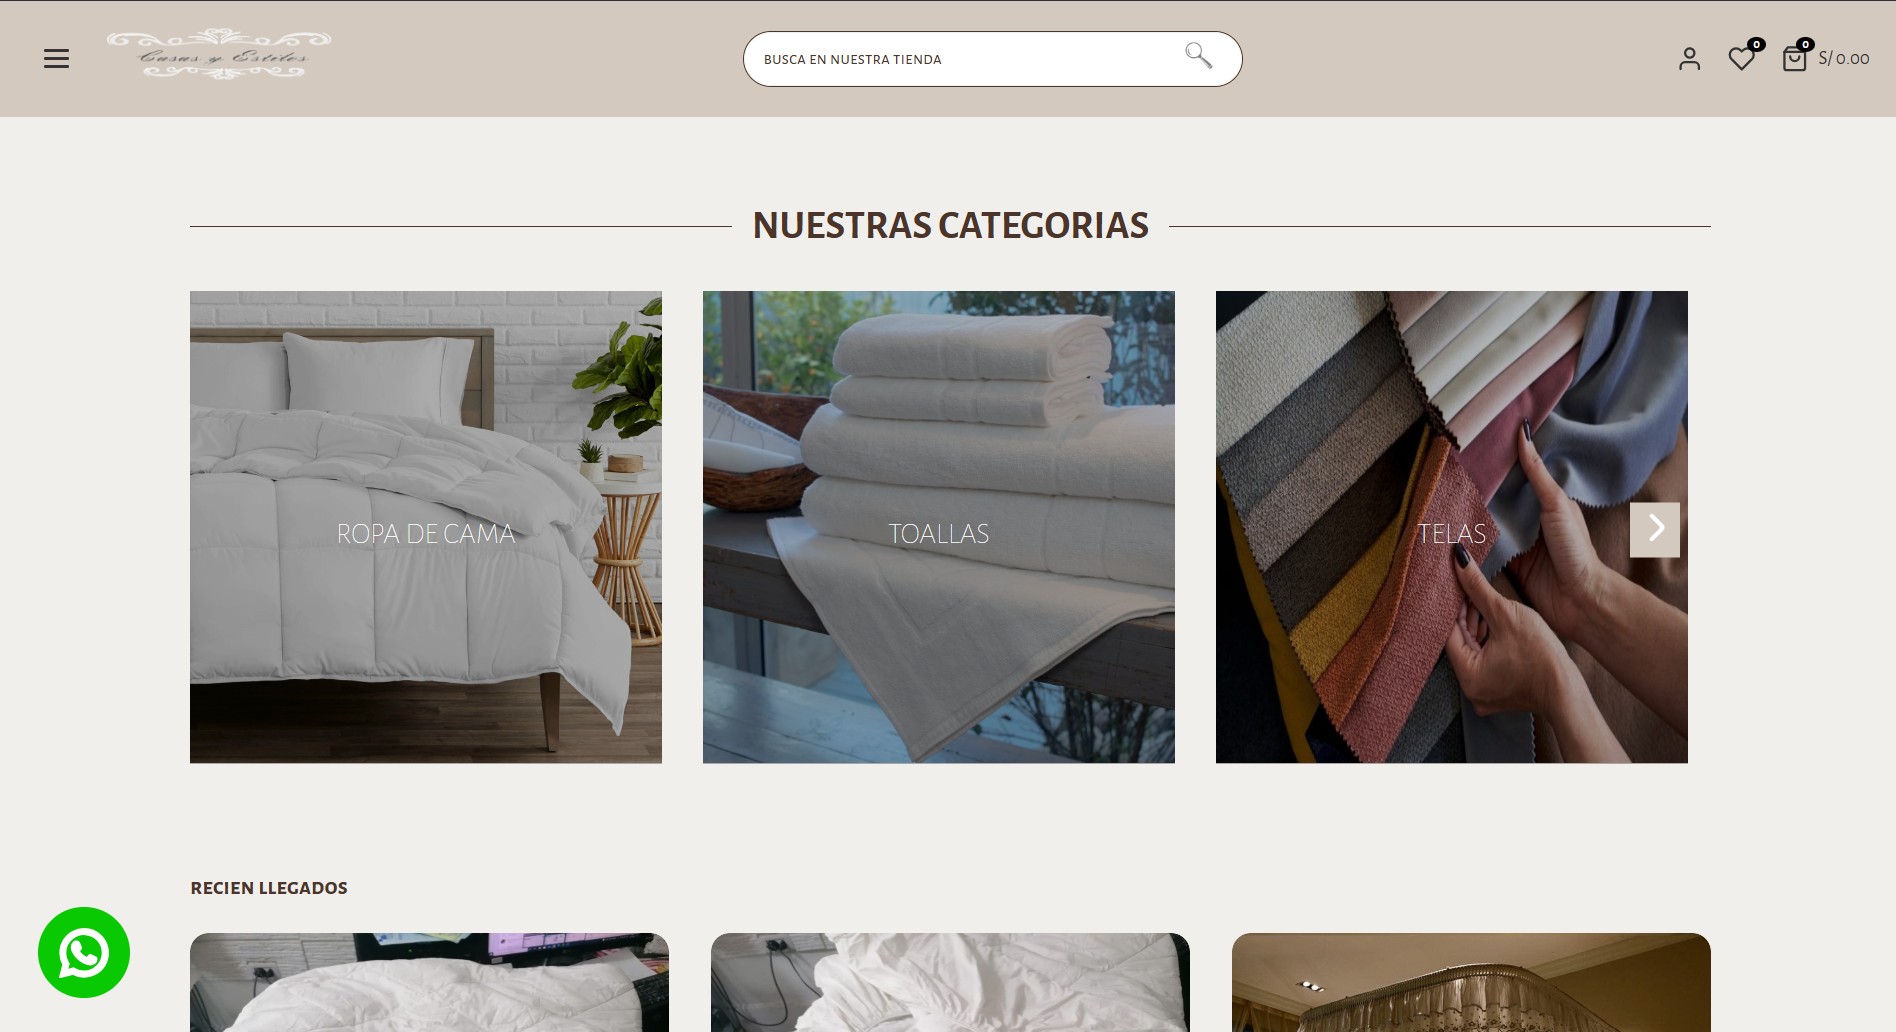 Casas y Estilos
BUSCA EN NUESTRA TIENDA
0
0
S/ 0.00
NUESTRAS CATEGORIAS
ROPA DE CAMA
TOALLAS
TELAS
RECIEN LLEGADOS